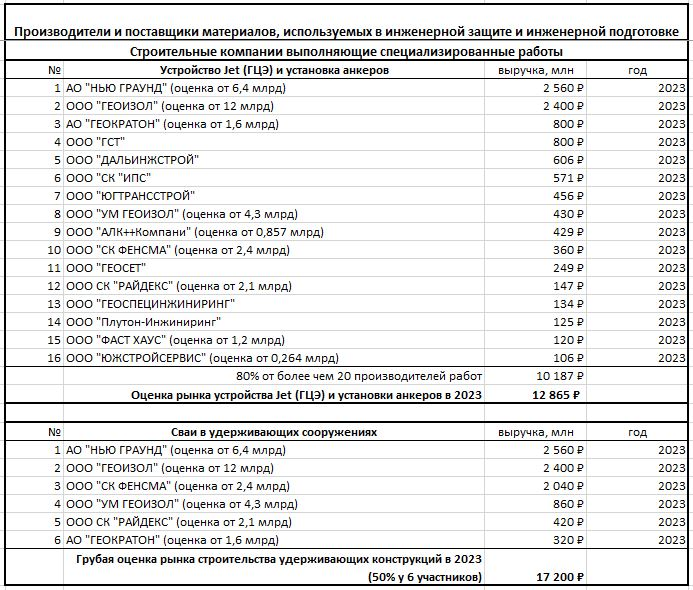 Производители и поставщики материалов, используемых в инженерной защите и инженерной подготовке
Строительные компании выполняющие специализированные работы
№ Устройство Jet (ГЦЭ) и установка анкеров выручка, млн год
1 АО "НЬЮ ГРАУНД" (оценка от 6,4 млрд) 2 560 ₽ 2023
2 ООО "ГЕОИЗОЛ" (оценка от 12 млрд) 2 400 ₽ 2023
3 АО "ГЕОКРАТОН" (оценка от 1,6 млрд) 800 ₽ 2023
4 ООО "ГСТ" 800 ₽ 2023
5 ООО "ДАЛЬИНЖСТРОЙ" 606 ₽ 2023
6 ООО "СК "ИПС" 571 ₽ 2023
7 ООО "ЮГТРАНССТРОЙ" 456 ₽ 2023
8 ООО "УМ ГЕОИЗОЛ" (оценка от 4,3 млрд) 430 ₽ 2023
9 ООО "АЛК++Компани" (оценка от 0,857 млрд) 429 ₽ 2023
10 ООО "СК ФЕНСМА" (оценка от 2,4 млрд) 360 ₽ 2023
11 ООО "ГЕОСЕТ" 249 ₽ 2023
12 ООО СК "РАЙДЕКС" (оценка от 2,1 млрд) 147 ₽ 2023
13 ООО "ГЕОСПЕЦИНЖИНИРИНГ" 134 ₽ 2023
14 ООО "Плутон-Инжиниринг" 125 ₽ 2023
15 ООО "ФАСТ ХАУС" (оценка от 1,2 млрд) 120 ₽ 2023
16 ООО "ЮЖСТРОЙСЕРВИС" (оценка от 0,264 млрд) 106 ₽ 2023
80% от более чем 20 производителей работ 10 187 ₽
Оценка рынка устройства Jet (ГЦЭ) и установки анкеров в 2023 12 865 ₽
№ Сваи в удерживающих сооружениях выручка, млн год
1 АО "НЬЮ ГРАУНД" (оценка от 6,4 млрд) 2 560 ₽ 2023
2 ООО "ГЕОИЗОЛ" (оценка от 12 млрд) 2 400 ₽ 2023
3 ООО "СК ФЕНСМА" (оценка от 2,4 млрд) 2 040 ₽ 2023
4 ООО "УМ ГЕОИЗОЛ" (оценка от 4,3 млрд) 860 ₽ 2023
5 ООО СК "РАЙДЕКС" (оценка от 2,1 млрд) 420 ₽ 2023
6 АО "ГЕОКРАТОН" (оценка от 1,6 млрд) 320 ₽ 2023
Грубая оценка рынка строительства удерживающих конструкций в 2023
(50% у 6 участников) 17 200 ₽